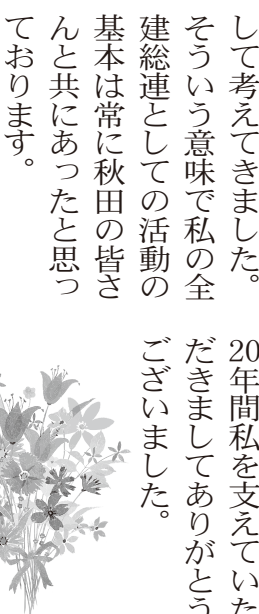 して考えてきました。
そういう意味で私の全
建総連としての活動の
基本は常に秋田の皆さ
んと共にあったと思っ
ております。
20年間私を支えていた
だきましてありがとう
ございました。